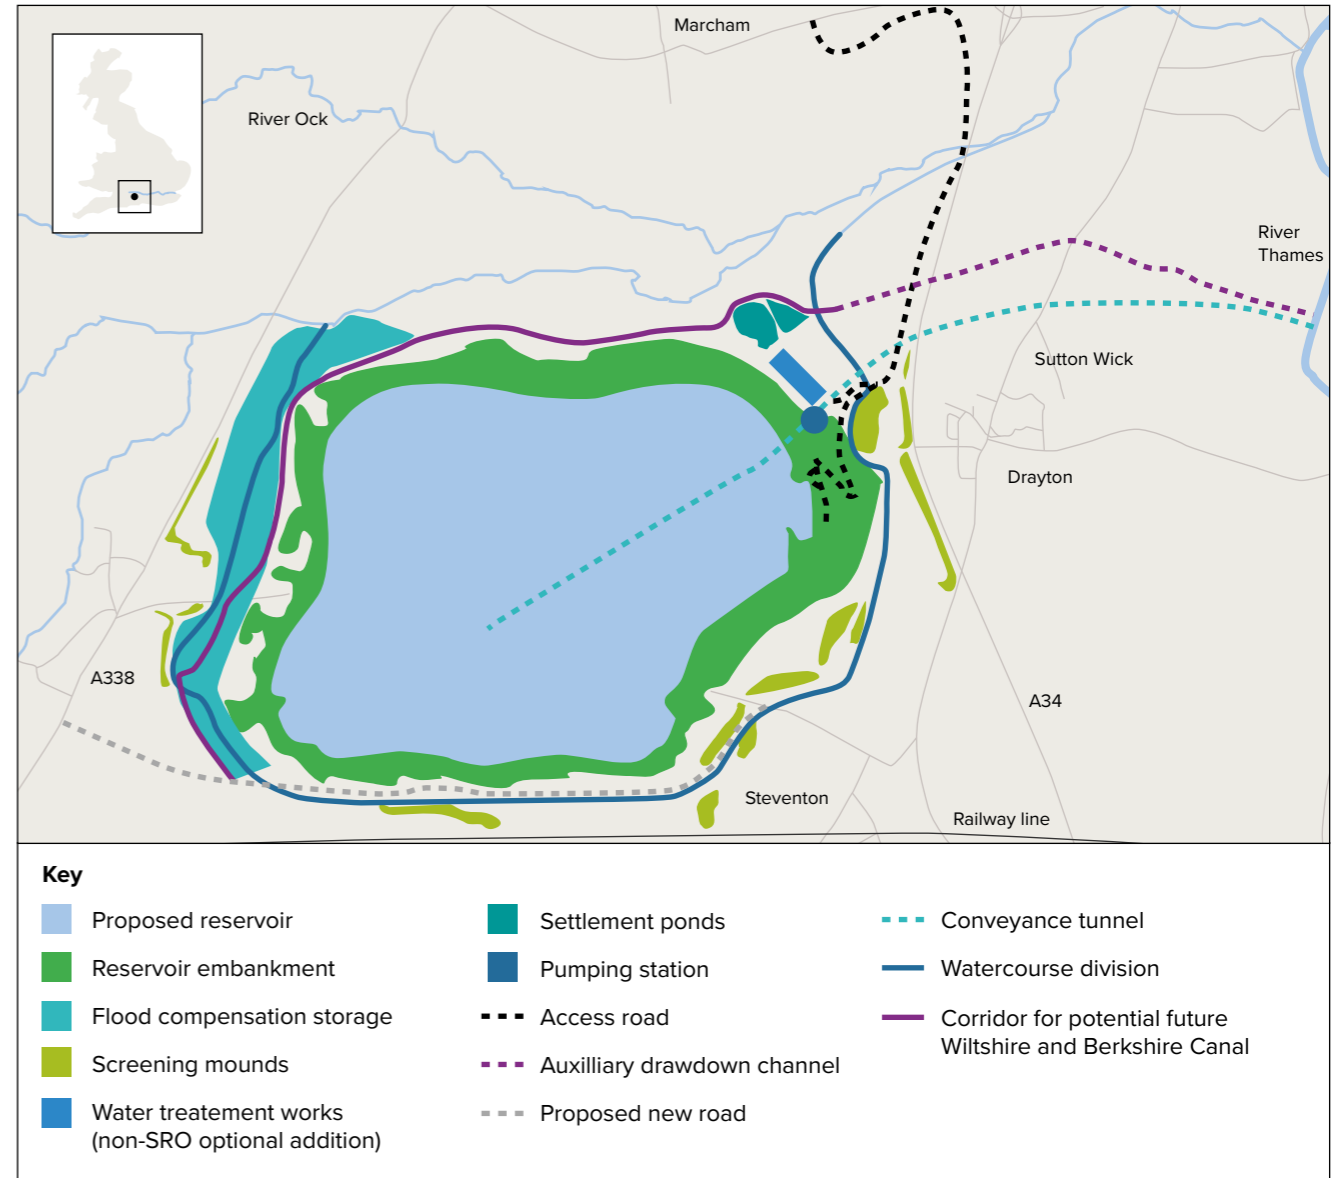 Marcham
River Ock
River
Thames
Sutton Wick
Drayton
A338
A34
Steventon
Railway line
Key
Proposed reservoir
Reservoir embankment
Flood compensation storage
Screening mounds
Water treatement works
(non-SRO optional addition)
Settlement ponds
Pumping station
Access road
Auxilliary drawdown channel
Proposed new road
Conveyance tunnel
Watercourse division
Corridor for potential future
Wiltshire and Berkshire Canal